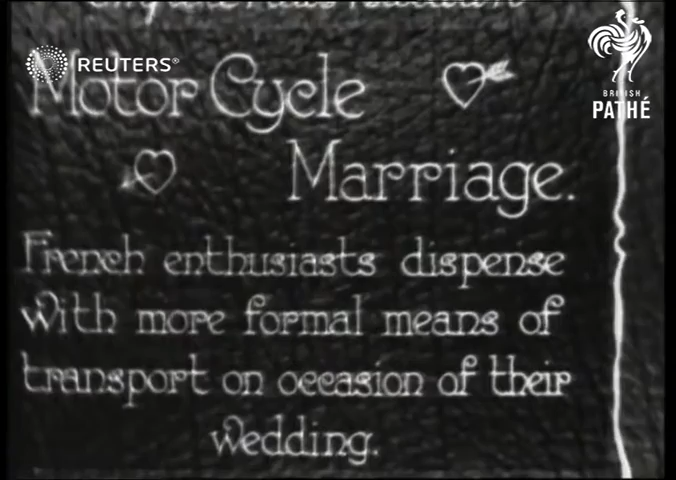 REUTERS®
BRITISH
PATHÉ
Motor Cycle
Marriage.
French enthusiasts dispense
with more formal means of
transport on occasion of their
wedding.